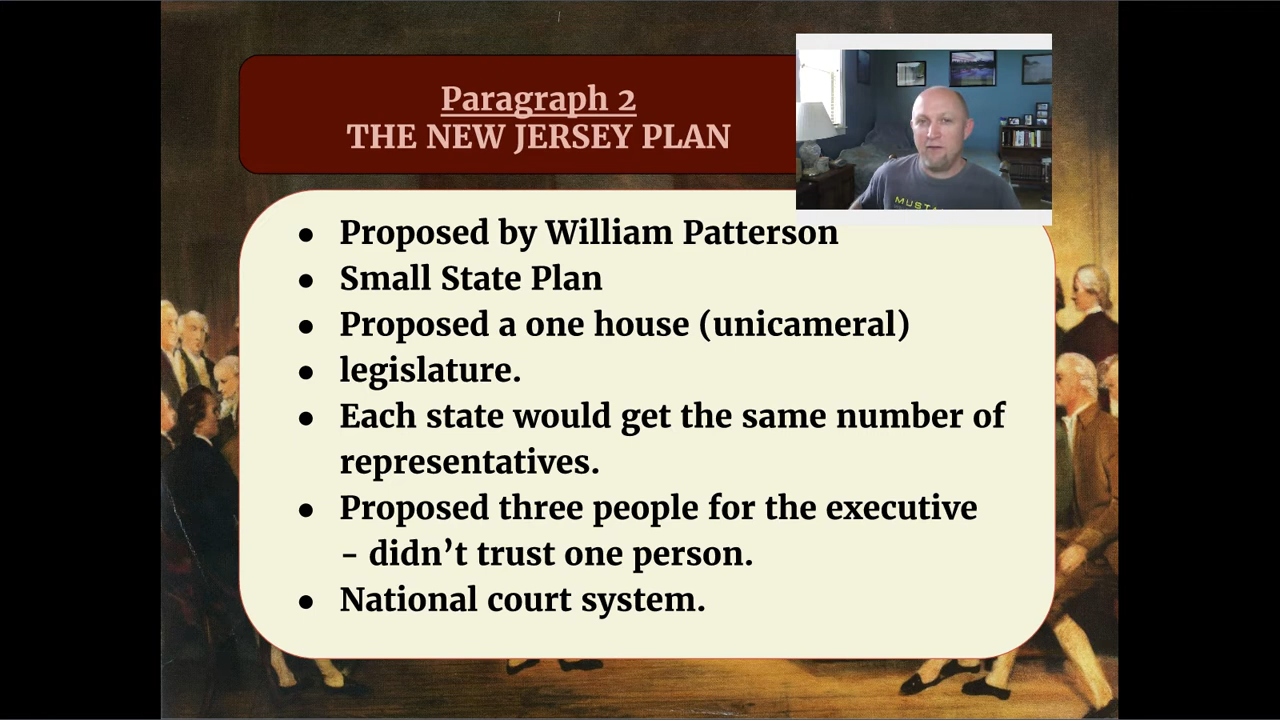 Paragraph 2
THE NEW JERSEY PLAN
● Proposed by William Patterson
● Small State Plan
● Proposed a one house (unicameral)
● legislature.
● Each state would get the same number of
representatives.
● Proposed three people for the executive
– didn’t trust one person.
● National court system.